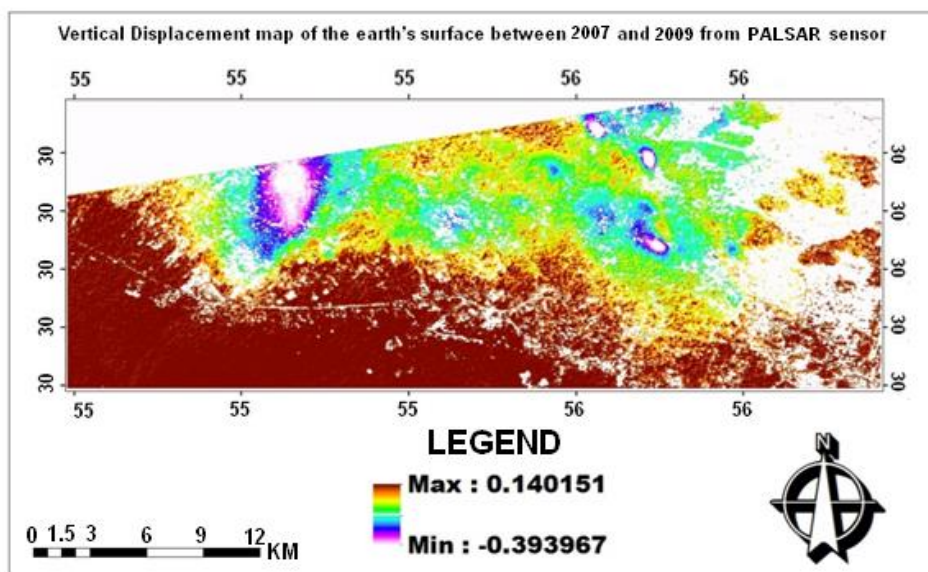 Vertical Displacement map of the earth's surface between 2007 and 2009 from PALSAR sensor
55 55 55 56 56
30 30
30 30
30 30
30 30
30 30
55 55 55 56 56
LEGEND
Max : 0.140151
Min : -0.393967
0 1.5 3 6 9 12
KM
N